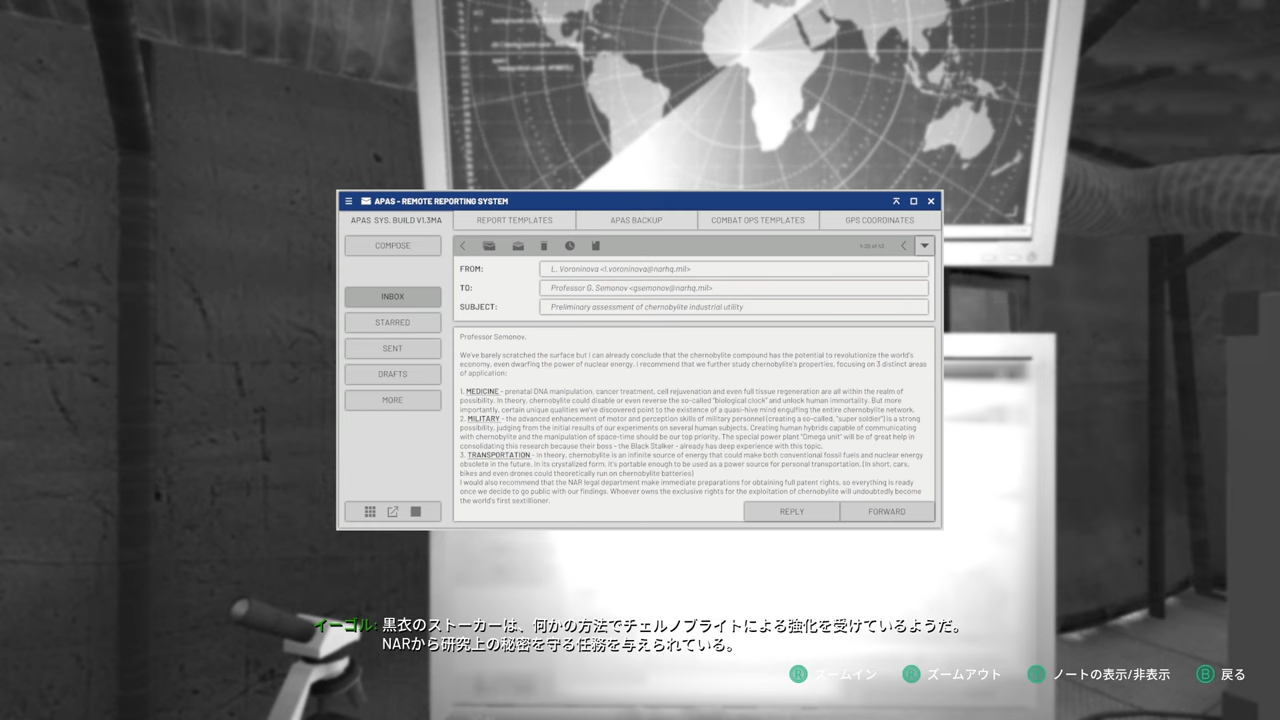 APAS - REMOTE REPORTING SYSTEM
APAS SYS. BUILD V1.3MA
REPORT TEMPLATES
APAS BACKUP
COMBAT OPS TEMPLATES
GPS COORDINATES
COMPOSE
INBOX
STARRED
SENT
DRAFTS
MORE
FROM: L. Voroninova <l.voroninova@narhq.mil>
TO: Professor G. Semonov <gsemonov@narhq.mil>
SUBJECT: Preliminary assessment of chernobylite industrial utility
Professor Semonov,
We've barely scratched the surface but I can already conclude that the chernobylite compound has the potential to revolutionize the world's
economy, even dwarfing the power of nuclear energy. I recommend that we further study chernobylite's properties, focusing on 3 distinct areas
of application:
1. MEDICINE - prenatal DNA manipulation, cancer treatment, cell rejuvenation and even full tissue regeneration are all within the realm of
possibility. In theory, chernobylite could disable or even reverse the so-called "biological clock" and unlock human immortality. But more
importantly, certain unique qualities we've discovered point to the existence of a quasi-hive mind engulfing the entire chernobylite network.
2. MILITARY - the advanced enhancement of motor and perception skills of military personnel (creating a so-called, "super soldier") is a strong
possibility, judging from the initial results of our experiments on several human subjects. Creating human hybrids capable of communicating
with chernobylite and the manipulation of space-time should be our top priority. The special power plant "Omega unit" will be of great help in
consolidating this research because their boss - the Black Stalker - already has deep experience with this topic.
3. TRANSPORTATION - in theory, chernobylite is an infinite source of energy that could make both conventional fossil fuels and nuclear energy
obsolete in the future. In its crystalized form, it's portable enough to be used as a power source for personal transportation. (In short, cars,
bikes and even drones could theoretically run on chernobylite batteries)
I would also recommend that the NAR legal department make immediate preparations for obtaining full patent rights, so everything is ready
once we decide to go public with our findings. Whoever owns the exclusive rights for the exploitation of chernobylite will undoubtedly become
the world's first sextillioner.
REPLY
FORWARD
イーゴル: 黒衣のストーカーは、何かの方法でチェルノブライトによる強化を受けているようだ。
NARから研究上の秘密を守る任務を与えられている。
ズームイン
ズームアウト
ノートの表示/非表示
B 戻る